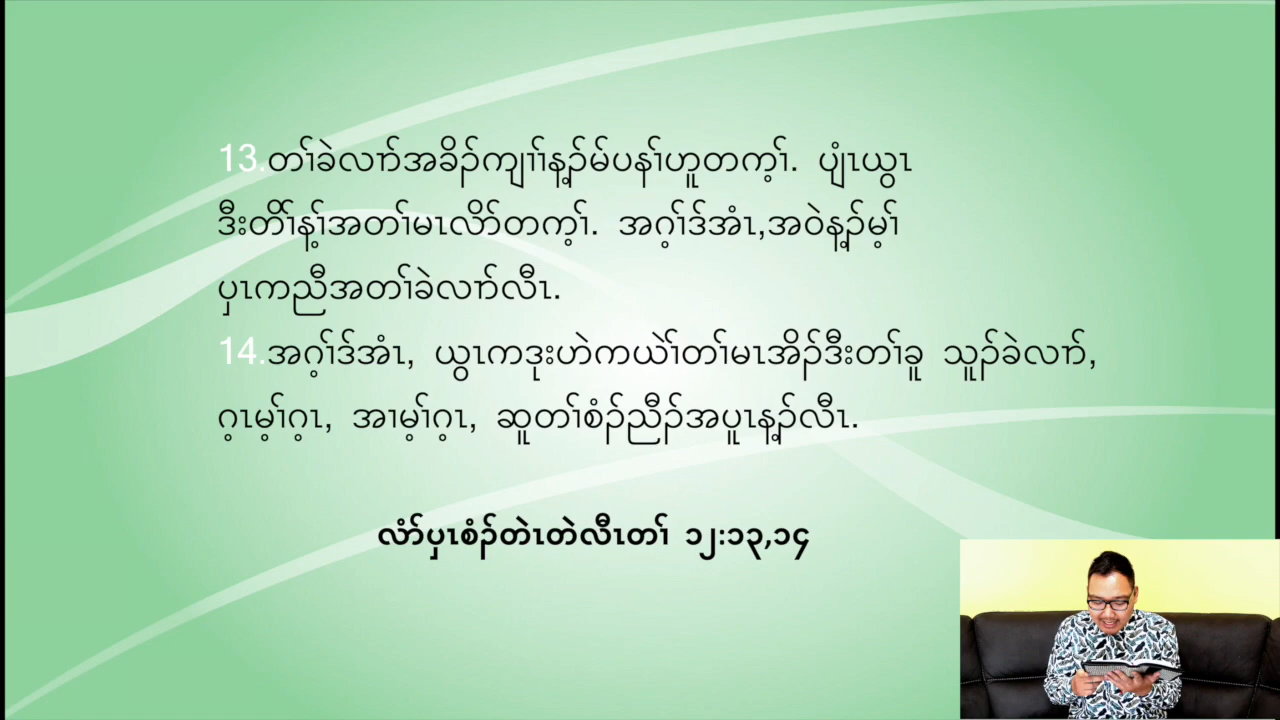 13.တၢ်ခဲလၢာ်အခိၣ်ကျၢၢ်န့ၣ်မ်ပနၢ်ဟူတက့ၢ်. ပျံၤယွၤ
ဒီးတိၢ်န့ၢ်အတၢ်မၤလိာ်တက့ၢ်. အဂ့ၢ်ဒ်အံၤ,အဝဲန့ၣ်မ့ၢ်
ပှၤကညီအတၢ်ခဲလၢာ်လီၤ.
14.အဂ့ၢ်ဒ်အံၤ, ယွၤကဒုးဟဲကယဲၢ်တၢ်မၤအိၣ်ဒီးတၢ်ခူ သူၣ်ခဲလၢာ်,
ဂ့ၤမ့ၢ်ဂ့ၤ, အၢမ့ၢ်ဂ့ၤ, ဆူတၢ်စံၣ်ညီၣ်အပူၤန့ၣ်လီၤ.
လံာ်ပှၤစံၣ်တဲၤတဲလီၤတၢ် ၁၂:၁၃,၁၄